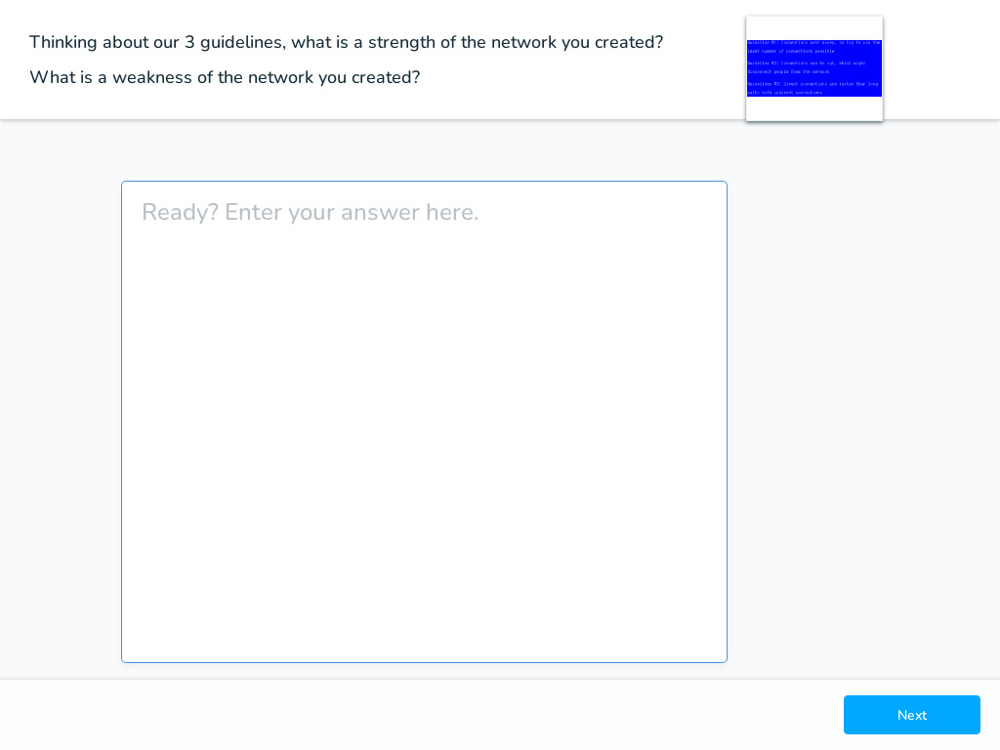 Thinking about our 3 guidelines, what is a strength of the network you created?
What is a weakness of the network you created?
Guideline #1: Connections cost money, so try to use the
least number of connections possible
Guideline #2: Connections can be cut, which might
disconnect people from the network
Guidelines #3: Direct connections are faster than long
paths with indirect connections
Ready? Enter your answer here.
Next